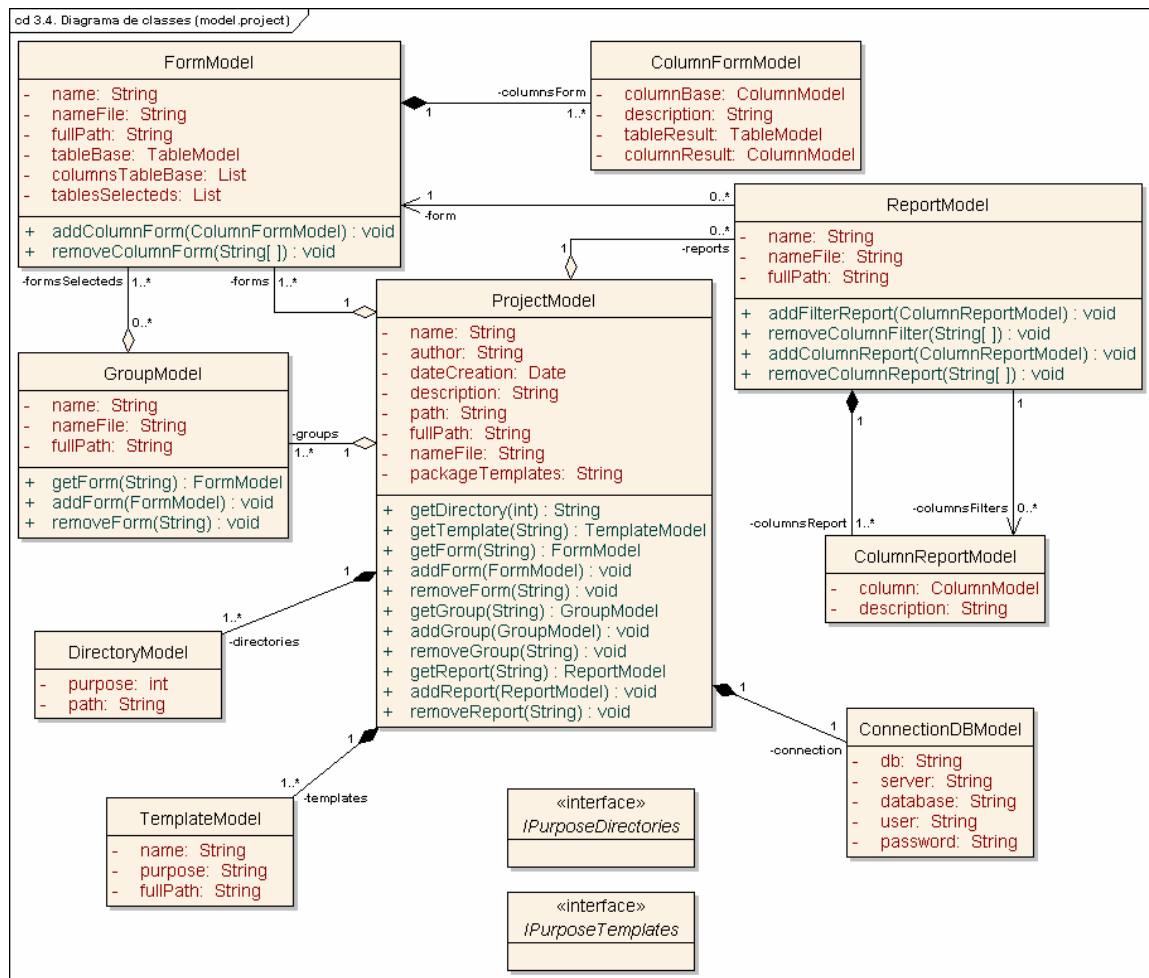 cd 3.4. Diagrama de classes (model.project)
FormModel
- name: String
- nameFile: String
- fullPath: String
- tableBase: TableModel
- columnsTableBase: List
- tablesSelecteds: List
+ addColumnForm(ColumnFormModel) : void
+ removeColumnForm(String[ ]) : void
-columnsForm
1
1..*
ColumnFormModel
- columnBase: ColumnModel
- description: String
- tableResult: TableModel
- columnResult: ColumnModel
1
-form
0..*
0..*
-reports
1
ReportModel
- name: String
- nameFile: String
- fullPath: String
+ addFilterReport(ColumnReportModel) : void
+ removeColumnFilter(String[ ]) : void
+ addColumnReport(ColumnReportModel) : void
+ removeColumnReport(String[ ]) : void
-formsSelecteds
1..*
-forms
1..*
0..*
1
GroupModel
- name: String
- nameFile: String
- fullPath: String
+ getForm(String) : FormModel
+ addForm(FormModel) : void
+ removeForm(String) : void
-groups
1..*
1
ProjectModel
- name: String
- author: String
- dateCreation: Date
- description: String
- path: String
- fullPath: String
- nameFile: String
- packageTemplates: String
+ getDirectory(int) : String
+ getTemplate(String) : TemplateModel
+ getForm(String) : FormModel
+ addForm(FormModel) : void
+ removeForm(String) : void
+ getGroup(String) : GroupModel
+ addGroup(GroupModel) : void
+ removeGroup(String) : void
+ getReport(String) : ReportModel
+ addReport(ReportModel) : void
+ removeReport(String) : void
1
1
-columnsReport
1..*
-columnsFilters
0..*
ColumnReportModel
- column: ColumnModel
- description: String
1
1..*
-directories
DirectoryModel
- purpose: int
- path: String
1
1..*
-templates
TemplateModel
- name: String
- purpose: String
- fullPath: String
1
1
-connection
ConnectionDBModel
- db: String
- server: String
- database: String
- user: String
- password: String
«interface»
IPurposeDirectories
«interface»
IPurposeTemplates